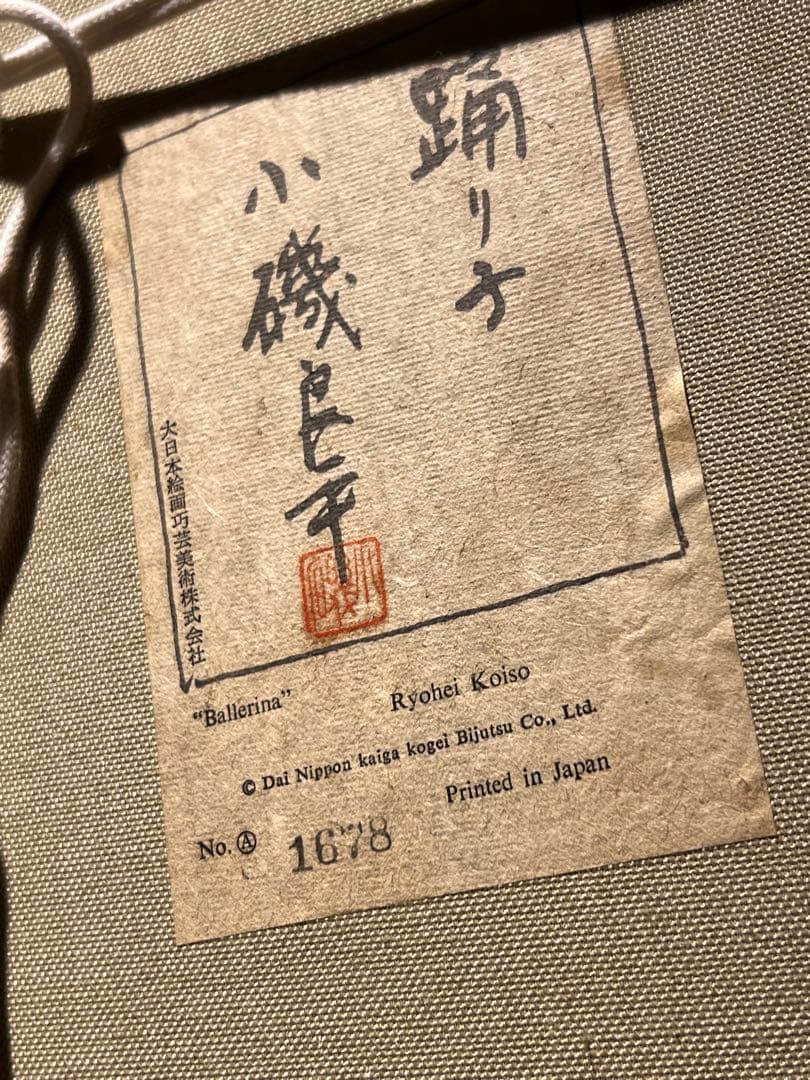 踊り子
小磯良平
大日本絵画巧芸美術株式会社
"Ballerina"
Ryohei Koiso
© Dai Nippon kaiga kogei Bijutsu Co., Ltd.
Printed in Japan
No. Ⓐ 1678